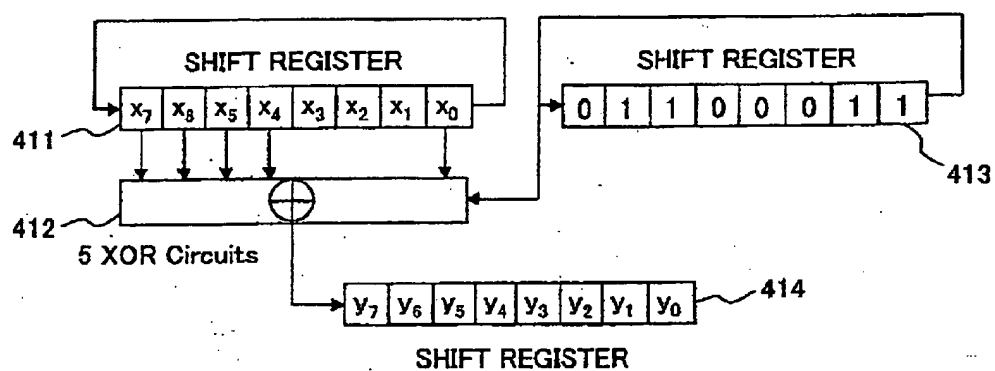 SHIFT REGISTER
SHIFT REGISTER
x7 x8 x5 x4 x3 x2 x1 x0
0 1 1 0 0 0 1 1
411
413
412
5 XOR Circuits
y7 y6 y5 y4 y3 y2 y1 y0
414
SHIFT REGISTER